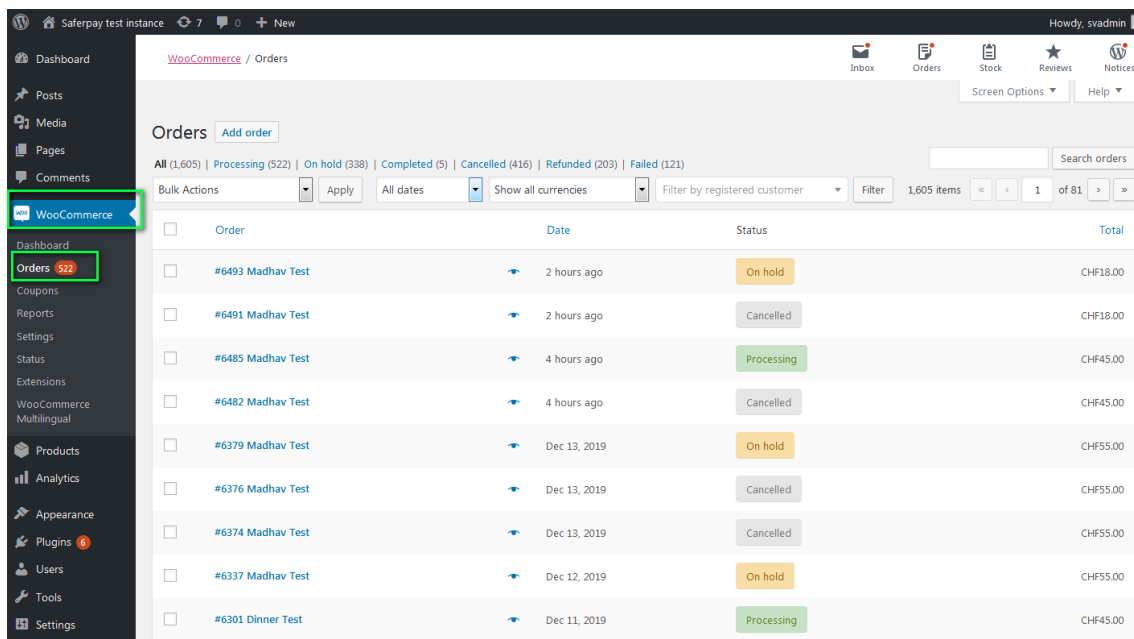 Saferpay test instance 7 0 + New Howdy, svadmin
Dashboard
Posts
Media
Pages
Comments
WooCommerce
Dashboard
Orders 522
Coupons
Reports
Settings
Status
Extensions
WooCommerce
Multilingual
Products
Analytics
Appearance
Plugins 6
Users
Tools
Settings
WooCommerce / Orders
Inbox Orders Stock Reviews Notices
Screen Options ▼ Help ▼
Orders Add order
All (1,605) | Processing (522) | On hold (338) | Completed (5) | Cancelled (416) | Refunded (203) | Failed (121)
Search orders
Bulk Actions Apply All dates Show all currencies Filter by registered customer Filter 1,605 items « ‹ 1 of 81 › »
Order Date Status Total
#6493 Madhav Test 2 hours ago On hold CHF18.00
#6491 Madhav Test 2 hours ago Cancelled CHF18.00
#6485 Madhav Test 4 hours ago Processing CHF45.00
#6482 Madhav Test 4 hours ago Cancelled CHF45.00
#6379 Madhav Test Dec 13, 2019 On hold CHF55.00
#6376 Madhav Test Dec 13, 2019 Cancelled CHF55.00
#6374 Madhav Test Dec 13, 2019 Cancelled CHF55.00
#6337 Madhav Test Dec 12, 2019 On hold CHF55.00
#6301 Dinner Test Dec 11, 2019 Processing CHF45.00